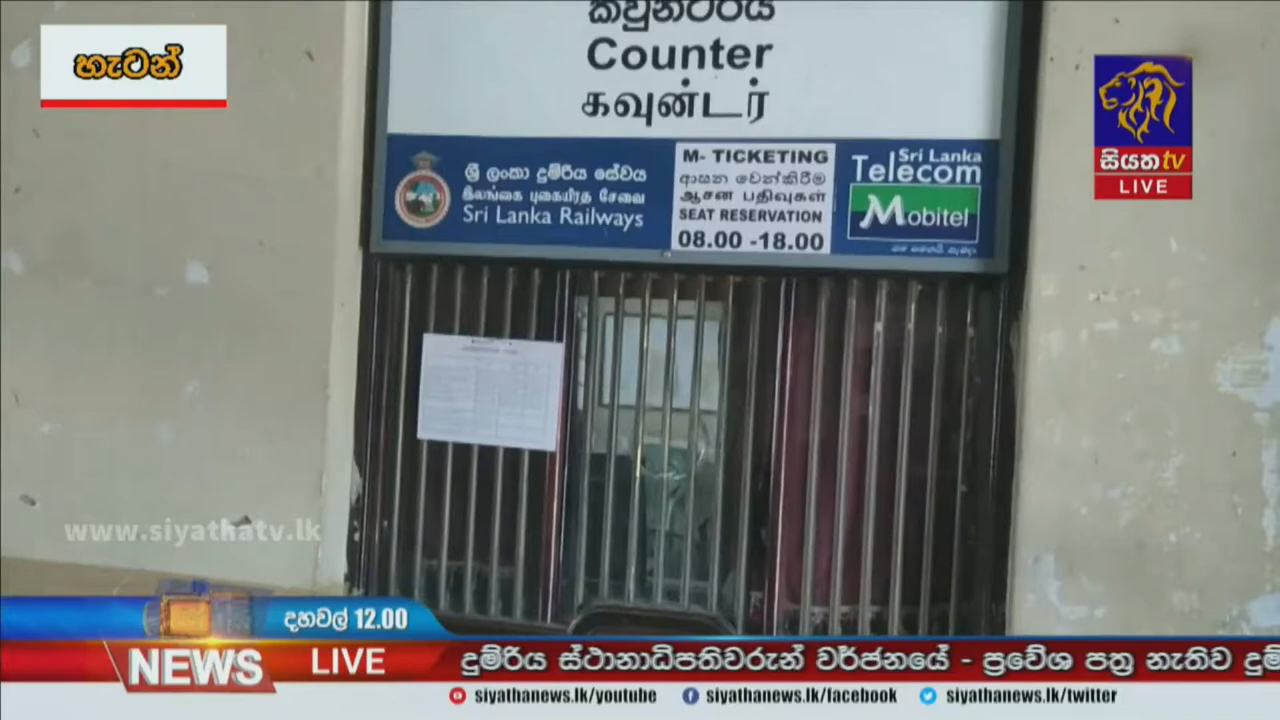 හැටන්
කවුන්ටරය
Counter
கவுன்டர்
ශ්‍රී ලංකා දුම්රිය සේවය
இலங்கை புகையிரத சேவை
Sri Lanka Railways
M- TICKETING
ආසන වෙන්කිරීම
ஆசன பதிவுகள்
SEAT RESERVATION
08.00 -18.00
Sri Lanka
Telecom
Mobitel
සියත tv
LIVE
www.siyathatv.lk
දහවල් 12.00
NEWS LIVE
දුම්රිය ස්ථානාධිපතිවරුන් වර්ජනයේ - ප්‍රවේශ පත්‍ර නැතිව දුම්
siyathanews.lk/youtube
siyathanews.lk/facebook
siyathanews.lk/twitter